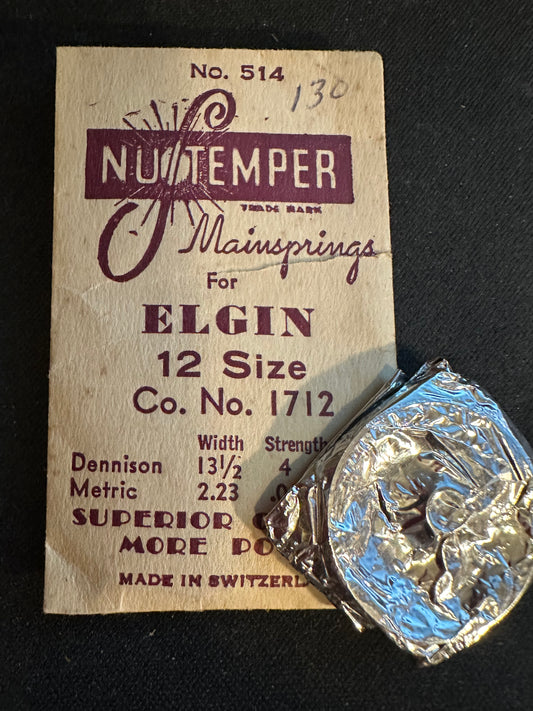 No. 514
130
NU TEMPER
TRADE MARK
Mainsprings
For
ELGIN
12 Size
Co. No. 1712
Width Strength
Dennison 13½ 4
Metric 2.23
SUPERIOR
MORE
MADE IN